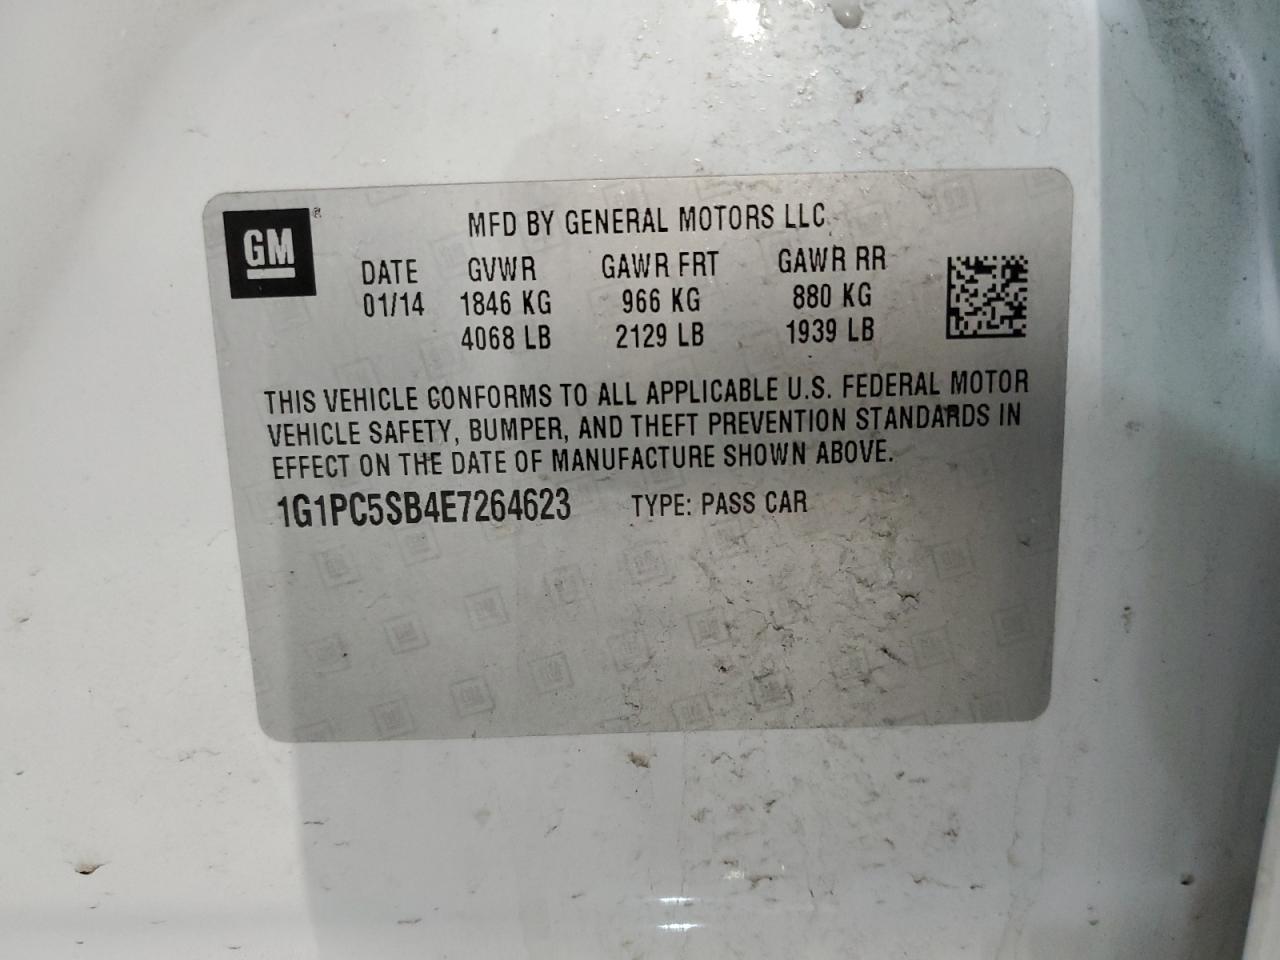 GM®
MFD BY GENERAL MOTORS LLC
DATE GVWR GAWR FRT GAWR RR
01/14 1846 KG 966 KG 880 KG
4068 LB 2129 LB 1939 LB
THIS VEHICLE CONFORMS TO ALL APPLICABLE U.S. FEDERAL MOTOR
VEHICLE SAFETY, BUMPER, AND THEFT PREVENTION STANDARDS IN
EFFECT ON THE DATE OF MANUFACTURE SHOWN ABOVE.
1G1PC5SB4E7264623 TYPE: PASS CAR